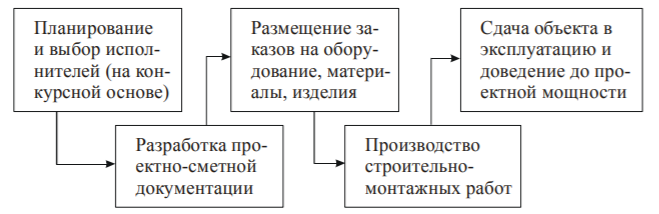 Планирование
и выбор испол-
нителей (на кон-
курсной основе)
Разработка про-
ектно-сметной
документации
Размещение за-
казов на обору-
дование, матери-
алы, изделия
Производство
строительно-
монтажных работ
Сдача объекта в
эксплуатацию и
доведение до про-
ектной мощности